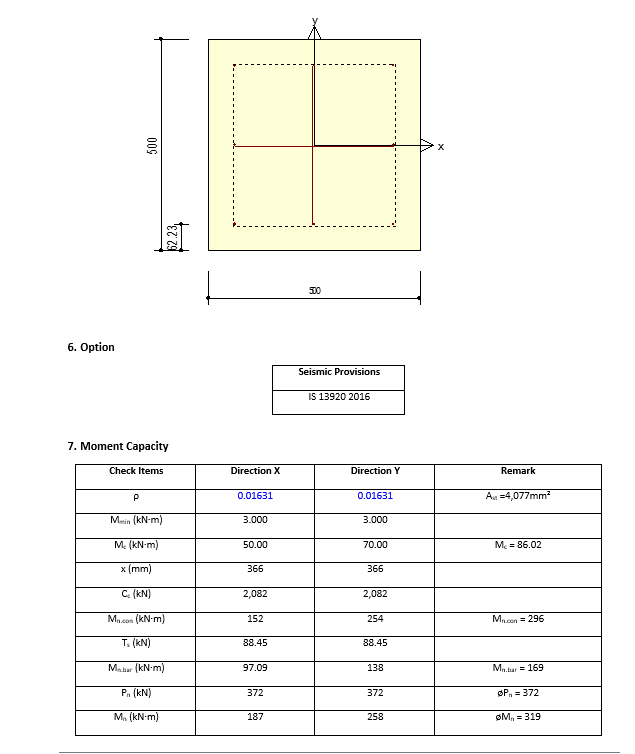 y
x
500
62.23
500
6. Option
Seismic Provisions
IS 13920 2016
7. Moment Capacity
Check Items Direction X Direction Y Remark
ρ 0.01631 0.01631 Ast =4,077mm²
Mmin (kN·m) 3.000 3.000
Mc (kN·m) 50.00 70.00 Mc = 86.02
x (mm) 366 366
Cc (kN) 2,082 2,082
Mn.con (kN·m) 152 254 Mn.con = 296
Ts (kN) 88.45 88.45
Mn.bar (kN·m) 97.09 138 Mn.bar = 169
Pn (kN) 372 372 øPn = 372
Mn (kN·m) 187 258 øMn = 319